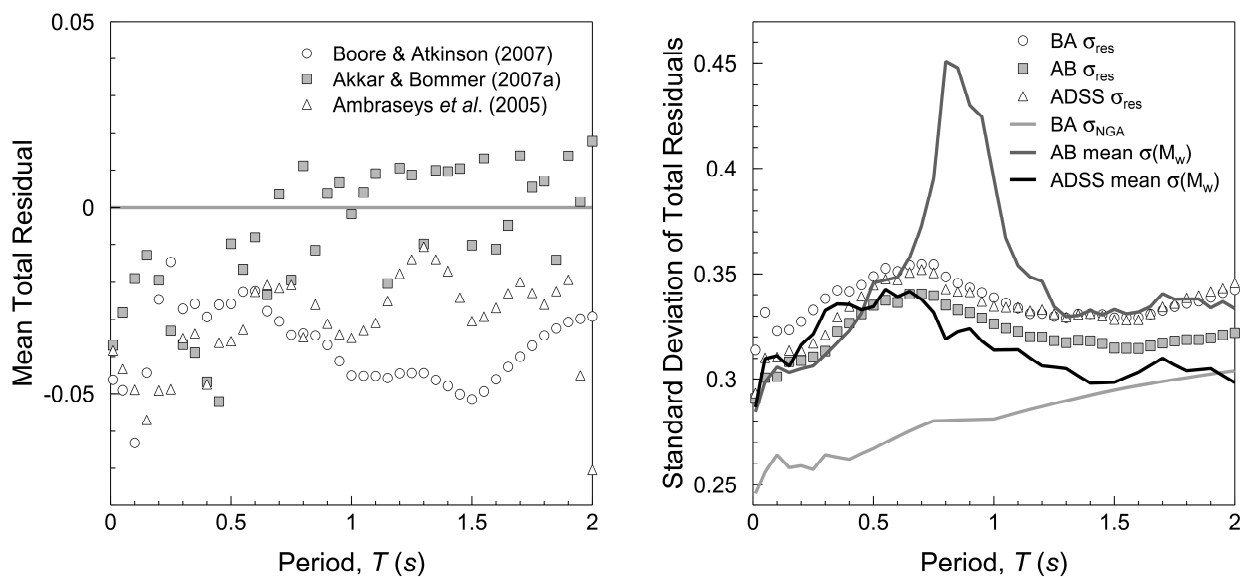 0.05
0
-0.05
Mean Total Residual
Boore & Atkinson (2007)
Akkar & Bommer (2007a)
Ambraseys et al. (2005)
0 0.5 1 1.5 2
Period, T (s)
0.45
0.4
0.35
0.3
0.25
Standard Deviation of Total Residuals
BA σres
AB σres
ADSS σres
BA σNGA
AB mean σ(Mw)
ADSS mean σ(Mw)
0 0.5 1 1.5 2
Period, T (s)